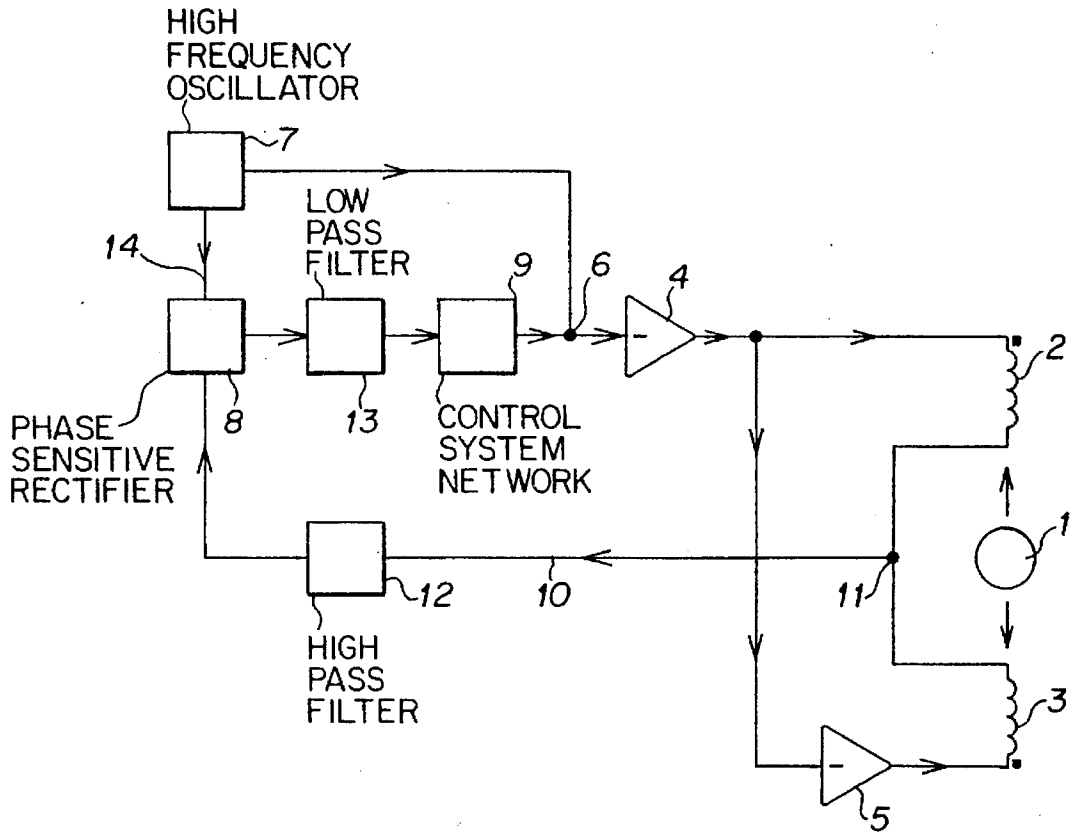 HIGH
FREQUENCY
OSCILLATOR
7
LOW
PASS
FILTER
14
9
6
4
2
8
13
PHASE
SENSITIVE
RECTIFIER
CONTROL
SYSTEM
NETWORK
1
12
10
11
HIGH
PASS
FILTER
3
5